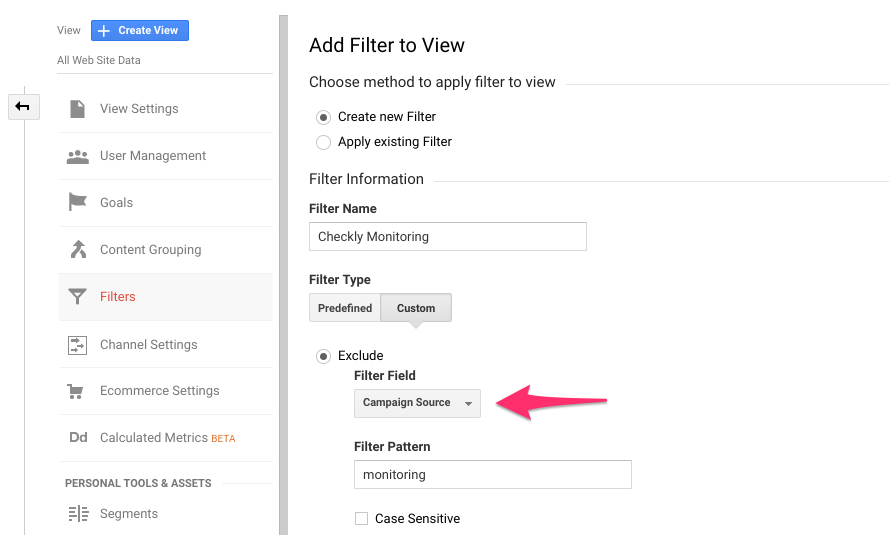 View
Create View
All Web Site Data
View Settings
User Management
Goals
Content Grouping
Filters
Channel Settings
Ecommerce Settings
Dd Calculated Metrics BETA
PERSONAL TOOLS & ASSETS
Segments
Add Filter to View
Choose method to apply filter to view
Create new Filter
Apply existing Filter
Filter Information
Filter Name
Checkly Monitoring
Filter Type
Predefined Custom
Exclude
Filter Field
Campaign Source
Filter Pattern
monitoring
Case Sensitive